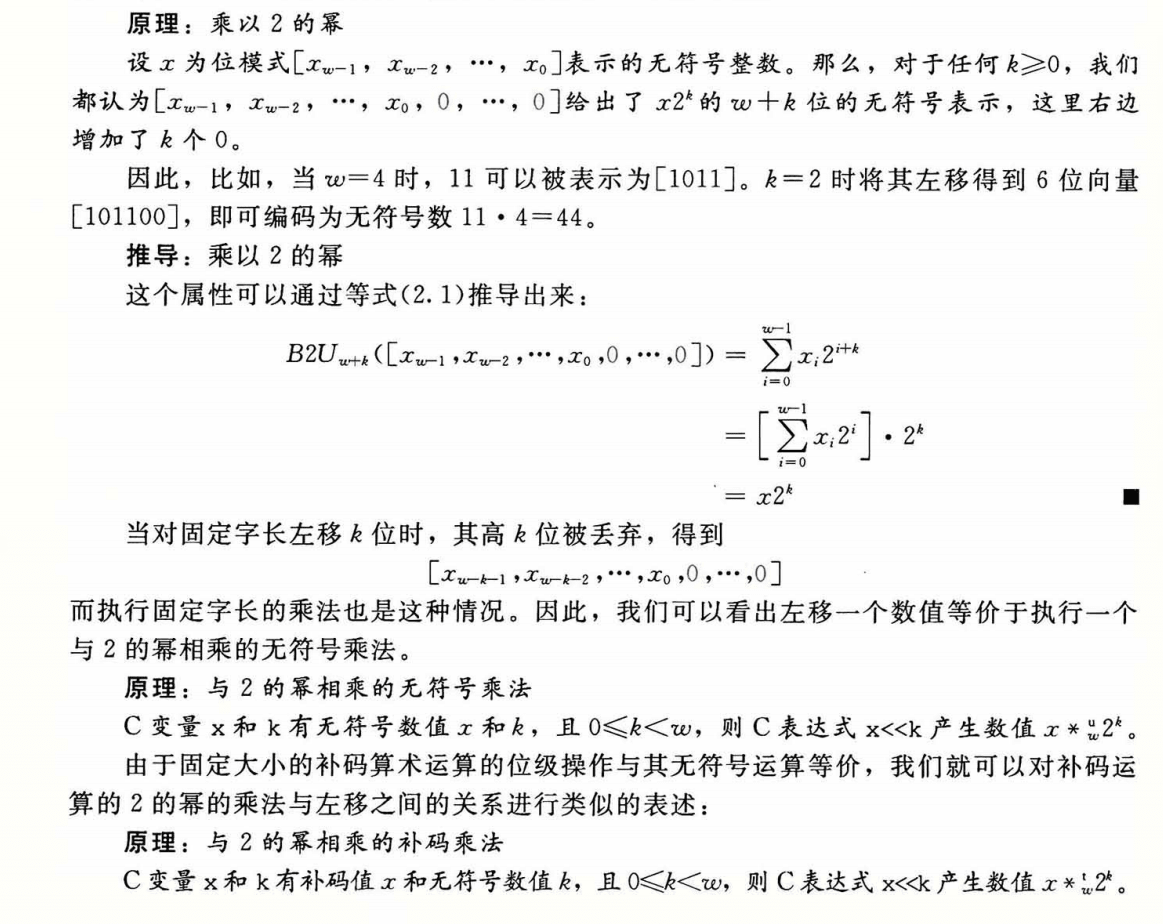 原理：乘以 2 的幂
设 x 为位模式[x_{w-1}，x_{w-2}，…，x_0]表示的无符号整数。那么，对于任何 k≥0，我们
都认为[x_{w-1}，x_{w-2}，…，x_0，0，…，0]给出了 x2^k 的 w+k 位的无符号表示，这里右边
增加了 k 个 0。
因此，比如，当 w=4 时，11 可以被表示为[1011]。k=2 时将其左移得到 6 位向量
[101100]，即可编码为无符号数 11·4=44。
推导：乘以 2 的幂
这个属性可以通过等式(2.1)推导出来：
B2U_{w+k}([x_{w-1},x_{w-2},…,x_0,0,…,0]) = \sum_{i=0}^{w-1} x_i 2^{i+k}
= [\sum_{i=0}^{w-1} x_i 2^i]·2^k
= x2^k ■
当对固定字长左移 k 位时，其高 k 位被丢弃，得到
[x_{w-k-1},x_{w-k-2},…,x_0,0,…,0]
而执行固定字长的乘法也是这种情况。因此，我们可以看出左移一个数值等价于执行一个
与 2 的幂相乘的无符号乘法。
原理：与 2 的幂相乘的无符号乘法
C 变量 x 和 k 有无符号数值 x 和 k，且 0≤k<w，则 C 表达式 x<<k 产生数值 x *^u_w 2^k。
由于固定大小的补码算术运算的位级操作与其无符号运算等价，我们就可以对补码运
算的 2 的幂的乘法与左移之间的关系进行类似的表述：
原理：与 2 的幂相乘的补码乘法
C 变量 x 和 k 有补码值 x 和无符号数值 k，且 0≤k<w，则 C 表达式 x<<k 产生数值 x *^t_w 2^k。